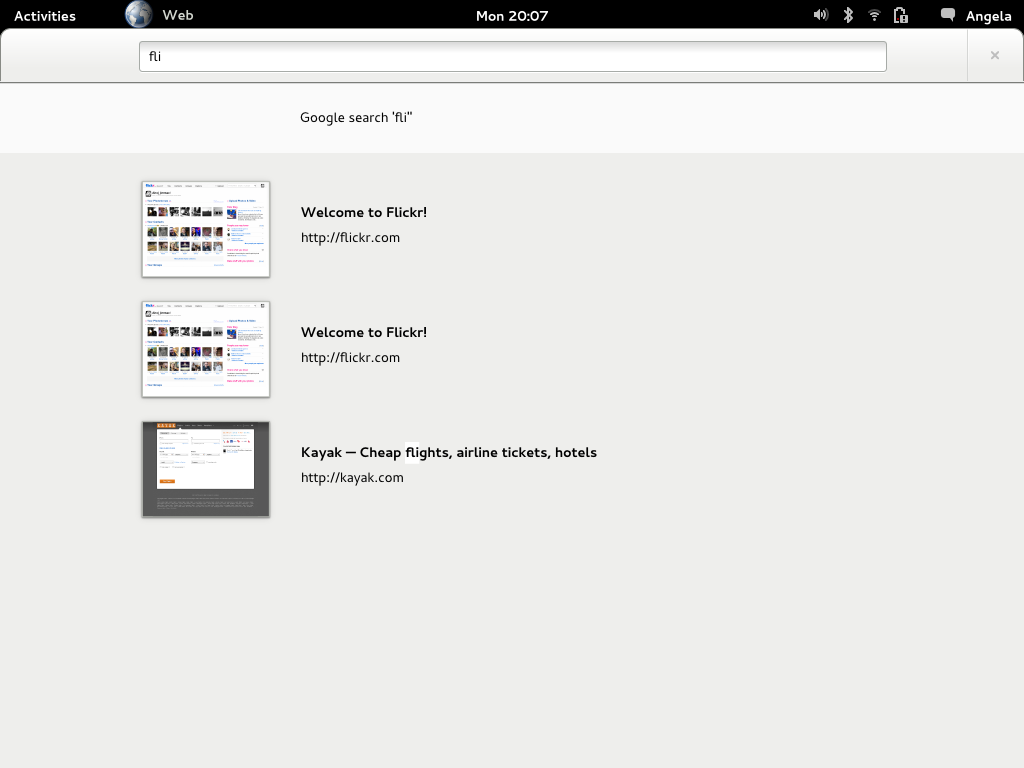 Activities Web Mon 20:07 Angela
fli
Google search 'fli"
Welcome to Flickr!
http://flickr.com
Welcome to Flickr!
http://flickr.com
KAYAK
Kayak — Cheap flights, airline tickets, hotels
http://kayak.com